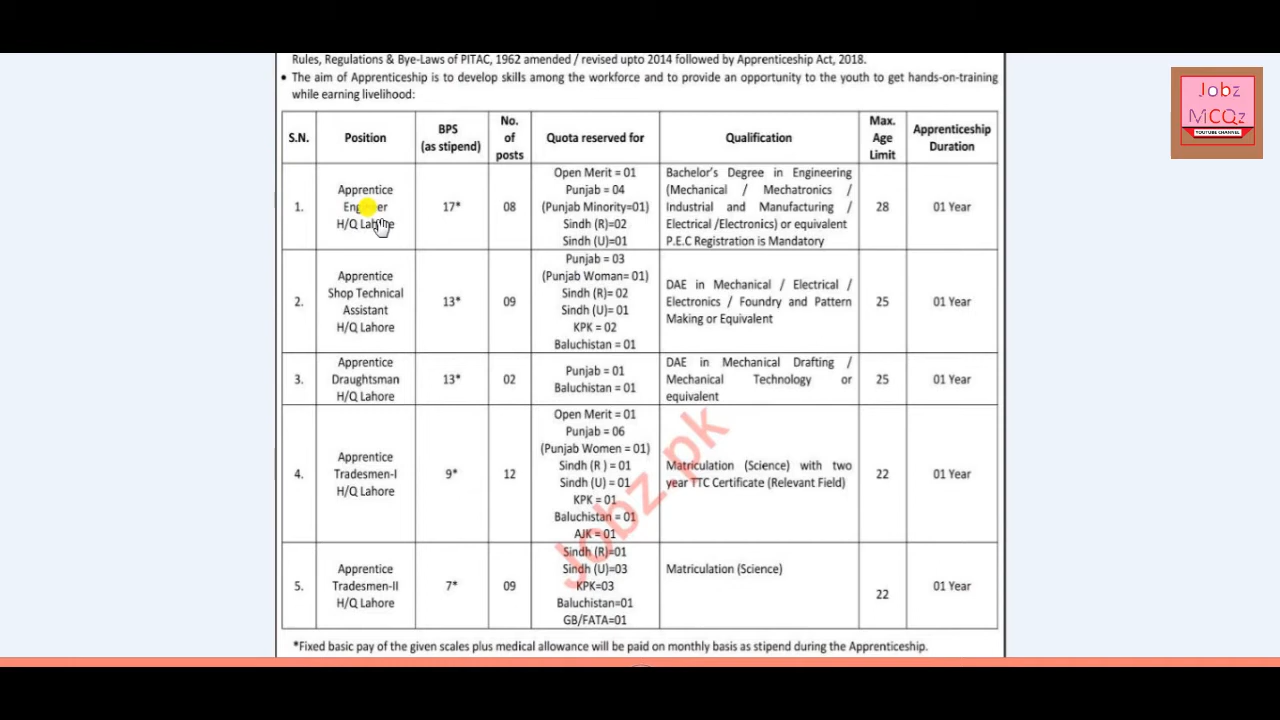 Rules, Regulations & Bye-Laws of PITAC, 1962 amended / revised upto 2014 followed by Apprenticeship Act, 2018.
• The aim of Apprenticeship is to develop skills among the workforce and to provide an opportunity to the youth to get hands-on-training
while earning livelihood:
Jobz
MCQz
YOUTUBE CHANNEL
S.N. Position BPS (as stipend) No. of posts Quota reserved for Qualification Max. Age Limit Apprenticeship Duration
1.
Apprentice
Engineer
H/Q Lahore
17*
08
Open Merit = 01
Punjab = 04
(Punjab Minority=01)
Sindh (R)=02
Sindh (U)=01
Bachelor's Degree in Engineering
(Mechanical / Mechatronics /
Industrial and Manufacturing /
Electrical /Electronics) or equivalent
P.E.C Registration is Mandatory
28
01 Year
2.
Apprentice
Shop Technical
Assistant
H/Q Lahore
13*
09
Punjab = 03
(Punjab Woman= 01)
Sindh (R)= 02
Sindh (U)= 01
KPK = 02
Baluchistan = 01
DAE in Mechanical / Electrical /
Electronics / Foundry and Pattern
Making or Equivalent
25
01 Year
3.
Apprentice
Draughtsman
H/Q Lahore
13*
02
Punjab = 01
Baluchistan = 01
DAE in Mechanical Drafting /
Mechanical Technology or
equivalent
25
01 Year
4.
Apprentice
Tradesmen-I
H/Q Lahore
9*
12
Open Merit = 01
Punjab = 06
(Punjab Women = 01)
Sindh (R ) = 01
Sindh (U) = 01
KPK = 01
Baluchistan = 01
AJK = 01
Matriculation (Science) with two
year TTC Certificate (Relevant Field)
22
01 Year
5.
Apprentice
Tradesmen-II
H/Q Lahore
7*
09
Sindh (R)=01
Sindh (U)=03
KPK=03
Baluchistan=01
GB/FATA=01
Matriculation (Science)
22
01 Year
Jobz.pk
*Fixed basic pay of the given scales plus medical allowance will be paid on monthly basis as stipend during the Apprenticeship.